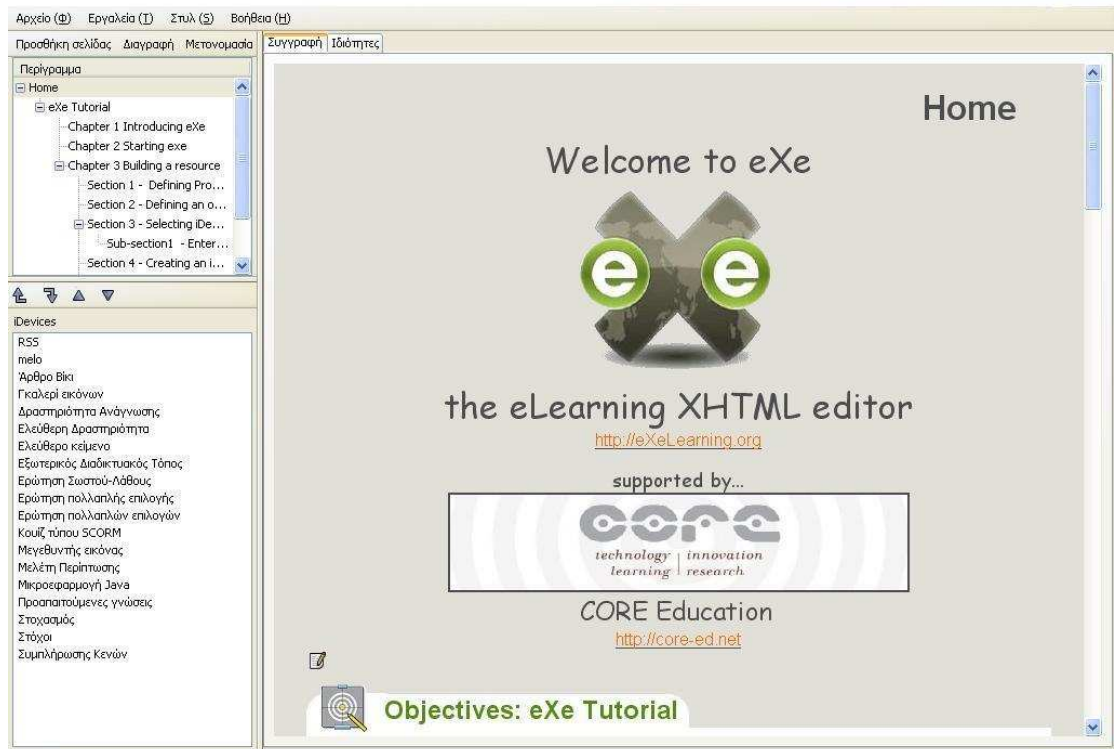 Αρχείο (Φ) Εργαλεία (Τ) Στυλ (S) Βοήθεια (Η)
Προσθήκη σελίδας Διαγραφή Μετονομασία
Περίγραμμα
Home
eXe Tutorial
Chapter 1 Introducing eXe
Chapter 2 Starting exe
Chapter 3 Building a resource
Section 1 - Defining Pro...
Section 2 - Defining an o...
Section 3 - Selecting iDe...
Sub-section1 - Enter...
Section 4 - Creating an i...
iDevices
RSS
melo
Άρθρο Βίκι
Γκαλερί εικόνων
Δραστηριότητα Ανάγνωσης
Ελεύθερη Δραστηριότητα
Ελεύθερο κείμενο
Εξωτερικός Διαδικτυακός Τόπος
Ερώτηση Σωστού-Λάθους
Ερώτηση πολλαπλής επιλογής
Ερώτηση πολλαπλών επιλογών
Κουίζ τύπου SCORM
Μεγεθυντής εικόνας
Μελέτη Περίπτωσης
Μικροεφαρμογή Java
Προαπαιτούμενες γνώσεις
Στοχασμός
Στόχοι
Συμπλήρωσης Κενών
Συγγραφή Ιδιότητες
Home
Welcome to eXe
e X e
the eLearning XHTML editor
http://eXeLearning.org
supported by...
core
technology innovation
learning research
CORE Education
http://core-ed.net
Objectives: eXe Tutorial